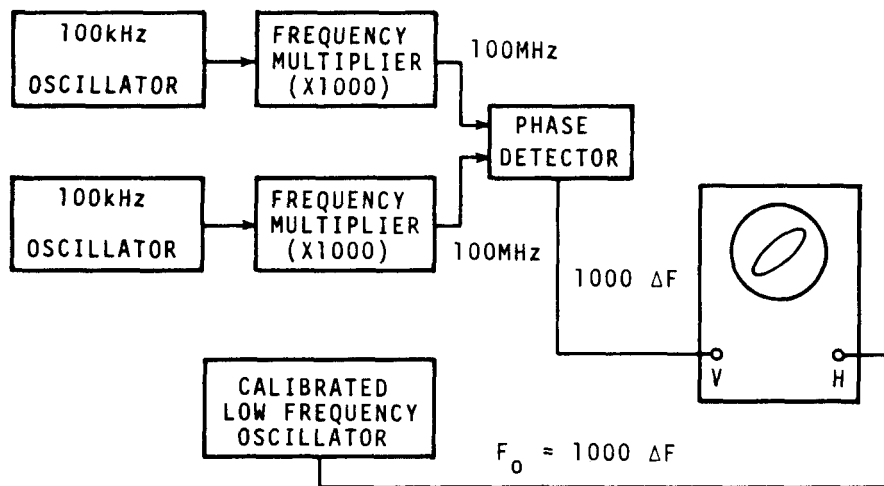 100kHz
OSCILLATOR
FREQUENCY
MULTIPLIER
(X1000)
100MHz
PHASE
DETECTOR
100kHz
OSCILLATOR
FREQUENCY
MULTIPLIER
(X1000)
100MHz
1000 ΔF
V
H
CALIBRATED
LOW FREQUENCY
OSCILLATOR
Fo = 1000 ΔF